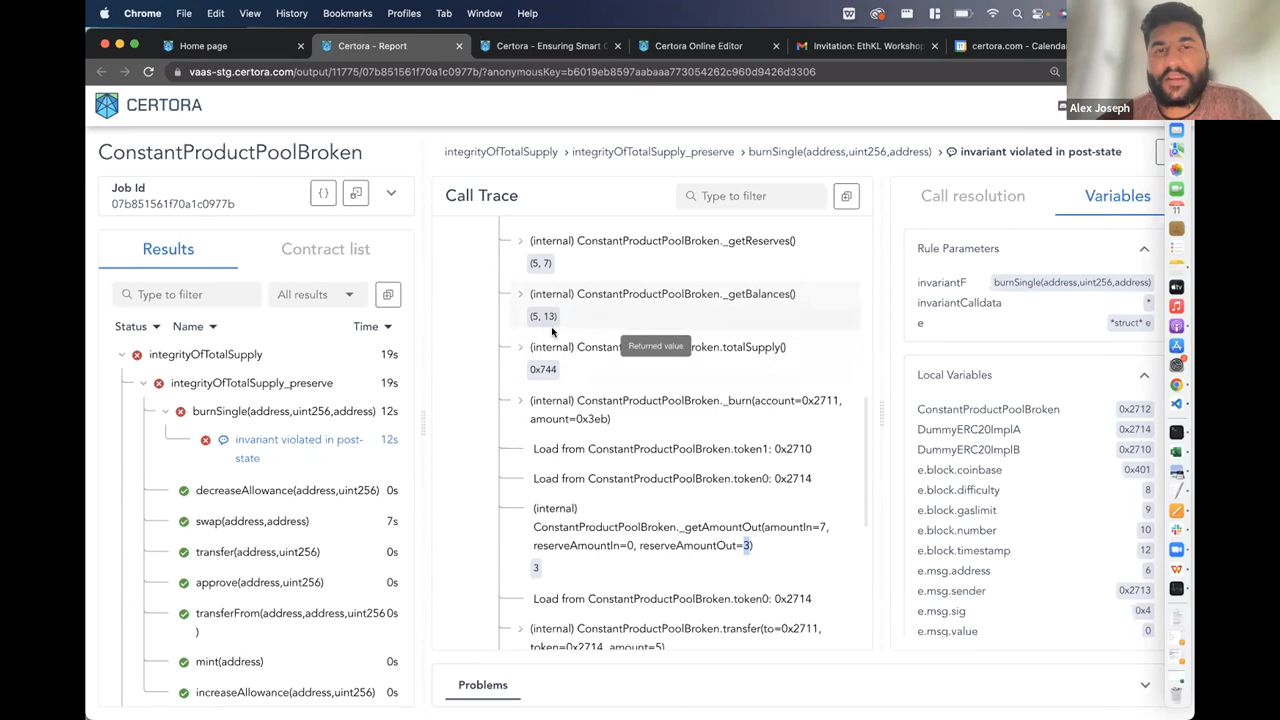 Chrome File Edit View History Bookmarks Profiles Tab Window Help
Home page
Certora - Report
Certora - Ensuring Smart C
Certora Online Editor
Invitation: EthKL Worksho
certora.com - Calenda
vaas-stg.certora.com/output/11775/07b851561f70a1c0977b/?anonymousKey=b6019eb8597aabaaa773054262c960d9426d3306
Alex Joseph
CERTORA
ConstantProductPoolBroken
Job Id
07b851561f70a1c0977b
{ }
Results
Contract list
Type to filter
All results
Status
Name
Time
integrityOfTotalSupply 19s
integrityOfTotalSupply_preserve 19s
burnSingle(address,uint256,address) 12s
invariant violated in post-
state
12s
decreaseAllowance(address,uint256) 0s
swap(address,address) 7s
transfer(address,uint256) 0s
approve(address,uint256) 0s
transferFrom(address,address,uint256 0s
)
mint(address) 0s
increaseAllowance(address,uint256) 0s
integrityOfTotalSupply > integrityOfTotalSupply_preserve > burnSingle(address,uint256,address) > invariant violated in post-state
Call Trace
Type to filter
(internal) ConstantProductPoolBroken._getReserves()
(5, 7)
(internal) ConstantProductPoolBroken._getBalances()
(5, 13)
Returned value
0x744
(internal) ConstantProductPoolBroken._burn(account=0x2711,
amount=0x3eb)
Load from ConstantProductPoolBroken.token1: 0x2710
Load from ConstantProductPoolBroken.token0: 0x2714
(internal)
ConstantProductPoolBroken._getAmountOut(amountIn=7,
reserveAmountIn=0, reserveAmountOut=3)
3
Load from ConstantProductPoolBroken.token0: 0x2714
(internal) ConstantProductPoolBroken.transfer(to=0x2711,
token=0x2714, amount=5)
Problems
Call resolution
Variables
Rule Parameters
invariantF burnSingle(address,uint256,address)
invariantCalldata *
*struct* e
Local Variables
ConstantProductPoolBroken 0x2712
DummyERC20ImplA 0x2714
DummyERC20ImplB 0x2710
e.block.coinbase 0x401
e.block.difficulty 8
e.block.gaslimit 9
e.block.number 10
e.block.timestamp 12
e.msg.address 6
e.msg.sender 0x2713
e.msg.sig 0x4
e.msg.value 0